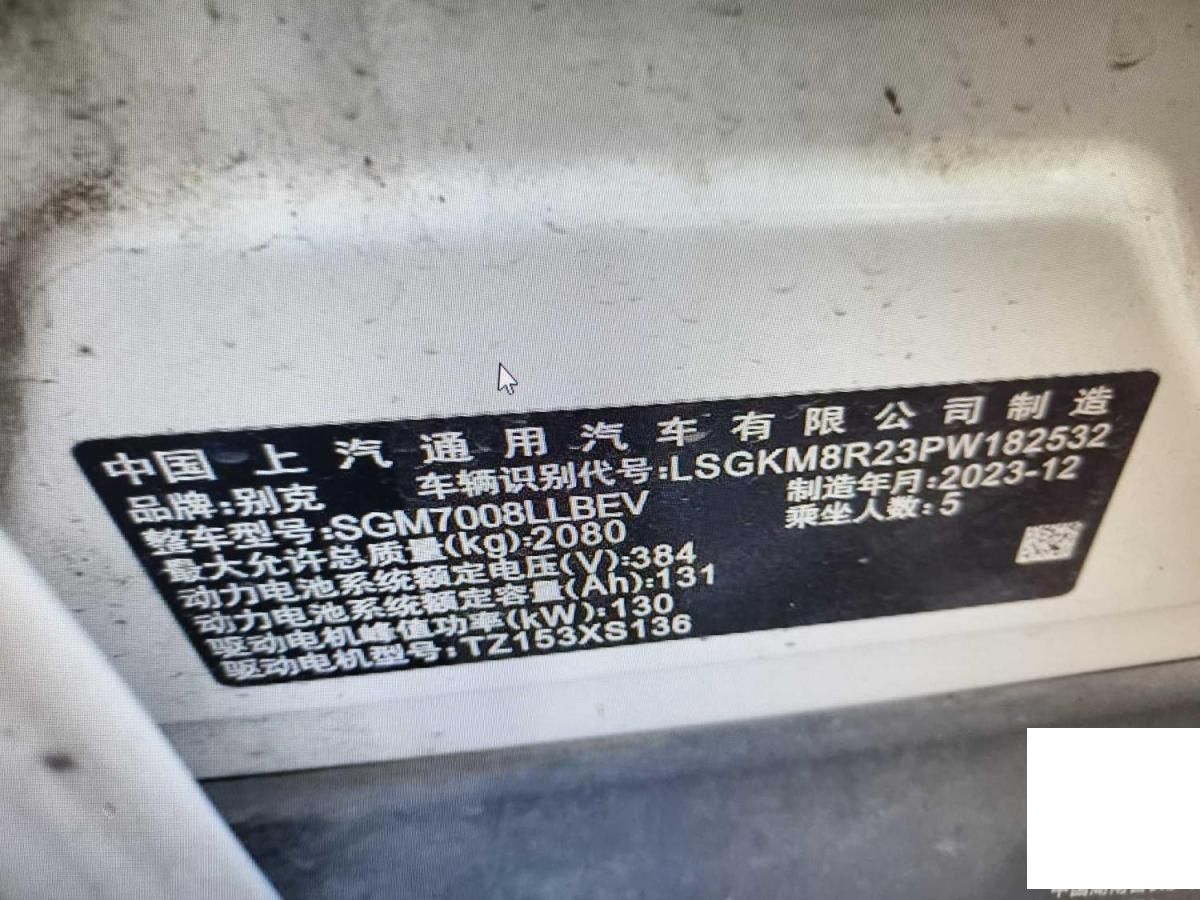 中国上汽通用汽车有限公司制造
品牌:别克 车辆识别代号:LSGKM8R23PW182532
整车型号:SGM7008LLBEV 制造年月:2023-12
最大允许总质量(kg):2080 乘坐人数:5
动力电池系统额定电压(V):384
动力电池系统额定容量(Ah):131
驱动电机峰值功率(kW):130
驱动电机型号:TZ153XS136